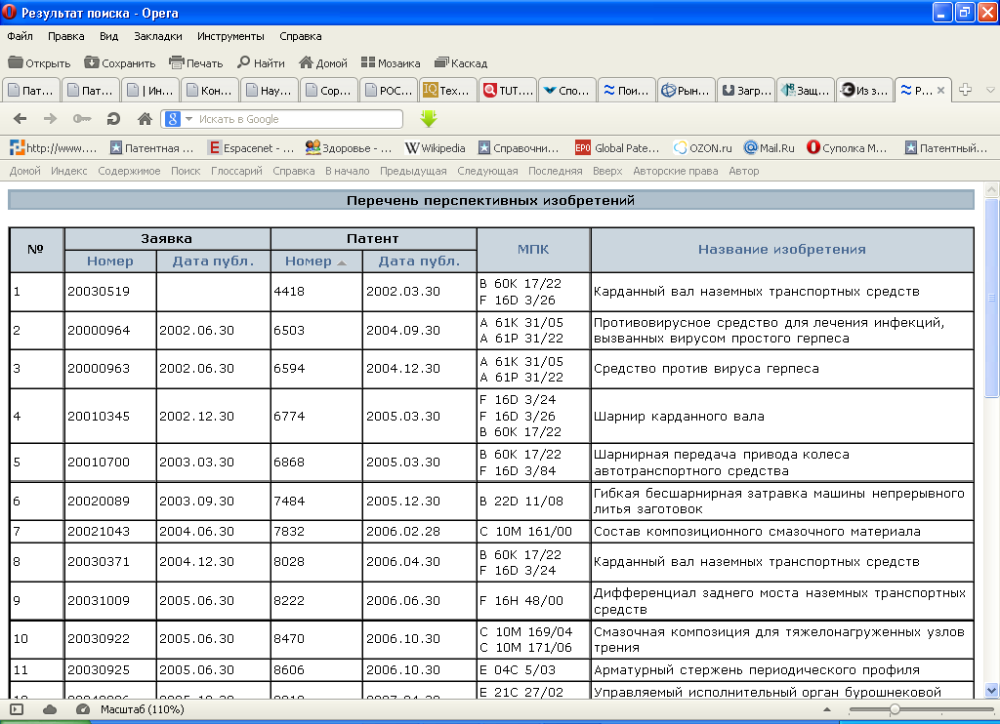 Результат поиска - Opera
Файл Правка Вид Закладки Инструменты Справка
Открыть Сохранить Печать Найти Домой Мозаика Каскад
Пат... Пат... | Ин... Кон... Нау... Сор... РОС... IQ Тех... TUT.... Спо... Пои... Рын... Загр... Защ... Из з... Р...
8 Искать в Google
http://www.... Патентная ... E Espacenet - ... Здоровье - ... W Wikipedia Справочни... EPO Global Pate... OZON.ru Mail.Ru Суполка М... Патентный...
Домой Индекс Содержимое Поиск Глоссарий Справка В начало Предыдущая Следующая Последняя Вверх Авторские права Автор
Перечень перспективных изобретений
№ Заявка Патент МПК Название изобретения
Номер Дата публ. Номер Дата публ.
1 20030519 4418 2002.03.30 B 60K 17/22 Карданный вал наземных транспортных средств
F 16D 3/26
2 20000964 2002.06.30 6503 2004.09.30 A 61K 31/05 Противовирусное средство для лечения инфекций,
A 61P 31/22 вызванных вирусом простого герпеса
3 20000963 2002.06.30 6594 2004.12.30 A 61K 31/05 Средство против вируса герпеса
A 61P 31/22
F 16D 3/24
4 20010345 2002.12.30 6774 2005.03.30 F 16D 3/26 Шарнир карданного вала
B 60K 17/22
5 20010700 2003.03.30 6868 2005.03.30 B 60K 17/22 Шарнирная передача привода колеса
F 16D 3/84 автотранспортного средства
6 20020089 2003.09.30 7484 2005.12.30 B 22D 11/08 Гибкая бесшарнирная затравка машины непрерывного
литья заготовок
7 20021043 2004.06.30 7832 2006.02.28 C 10M 161/00 Состав композиционного смазочного материала
8 20030371 2004.12.30 8028 2006.04.30 B 60K 17/22 Карданный вал наземных транспортных средств
F 16D 3/24
9 20031009 2005.06.30 8222 2006.06.30 F 16H 48/00 Дифференциал заднего моста наземных транспортных
средств
10 20030922 2005.06.30 8470 2006.10.30 C 10M 169/04 Смазочная композиция для тяжелонагруженных узлов
C 10M 171/06 трения
11 20030925 2005.06.30 8606 2006.10.30 E 04C 5/03 Арматурный стержень периодического профиля
E 21C 27/02 Управляемый исполнительный орган бурошнековой
Масштаб (110%)